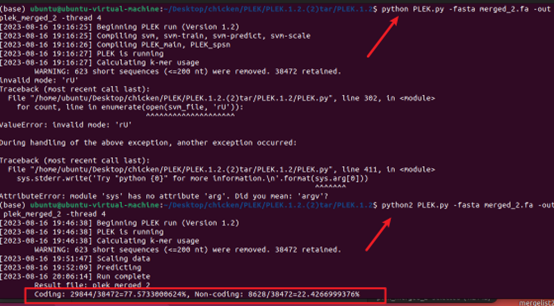 (base) ubuntu@ubuntu-virtual-machine:~/Desktop/chicken/PLEK/PLEK.1.2.(2)tar/PLEK.1.2$ python PLEK.py -fasta merged_2.fa -out
plek_merged_2 -thread 4
[2023-08-16 19:16:25] Beginning PLEK run (Version 1.2)
[2023-08-16 19:16:25] Compiling svm, svm-train, svm-predict, svm-scale
[2023-08-16 19:16:26] Compiling PLEK_main, PLEK_spsn
[2023-08-16 19:16:27] PLEK is running
[2023-08-16 19:16:27] Calculating k-mer usage
WARNING: 623 short sequences (<=200 nt) were removed. 38472 retained.
invalid mode: 'rU'
Traceback (most recent call last):
File "/home/ubuntu/Desktop/chicken/PLEK/PLEK.1.2.(2)tar/PLEK.1.2/PLEK.py", line 302, in <module>
for count, line in enumerate(open(svm_file, 'rU')):
^^^^^^^^^^^^^^^^^^^^
ValueError: invalid mode: 'rU'
During handling of the above exception, another exception occurred:
Traceback (most recent call last):
File "/home/ubuntu/Desktop/chicken/PLEK/PLEK.1.2.(2)tar/PLEK.1.2/PLEK.py", line 411, in <module>
sys.stderr.write('Try "python {0}" for more information.\n'.format(sys.arg[0]))
^^^^^^^
AttributeError: module 'sys' has no attribute 'arg'. Did you mean: 'argv'?
(base) ubuntu@ubuntu-virtual-machine:~/Desktop/chicken/PLEK/PLEK.1.2.(2)tar/PLEK.1.2$ python2 PLEK.py -fasta merged_2.fa -out
plek_merged_2 -thread 4
[2023-08-16 19:46:38] Beginning PLEK run (Version 1.2)
[2023-08-16 19:46:38] PLEK is running
[2023-08-16 19:46:38] Calculating k-mer usage
WARNING: 623 short sequences (<=200 nt) were removed. 38472 retained.
[2023-08-16 19:51:47] Scaling data
[2023-08-16 19:52:09] Predicting
[2023-08-16 20:06:14] Run complete
Result file: plek_merged_2
Coding: 29844/38472=77.5733000624%, Non-coding: 8628/38472=22.4266999376%
mergelist